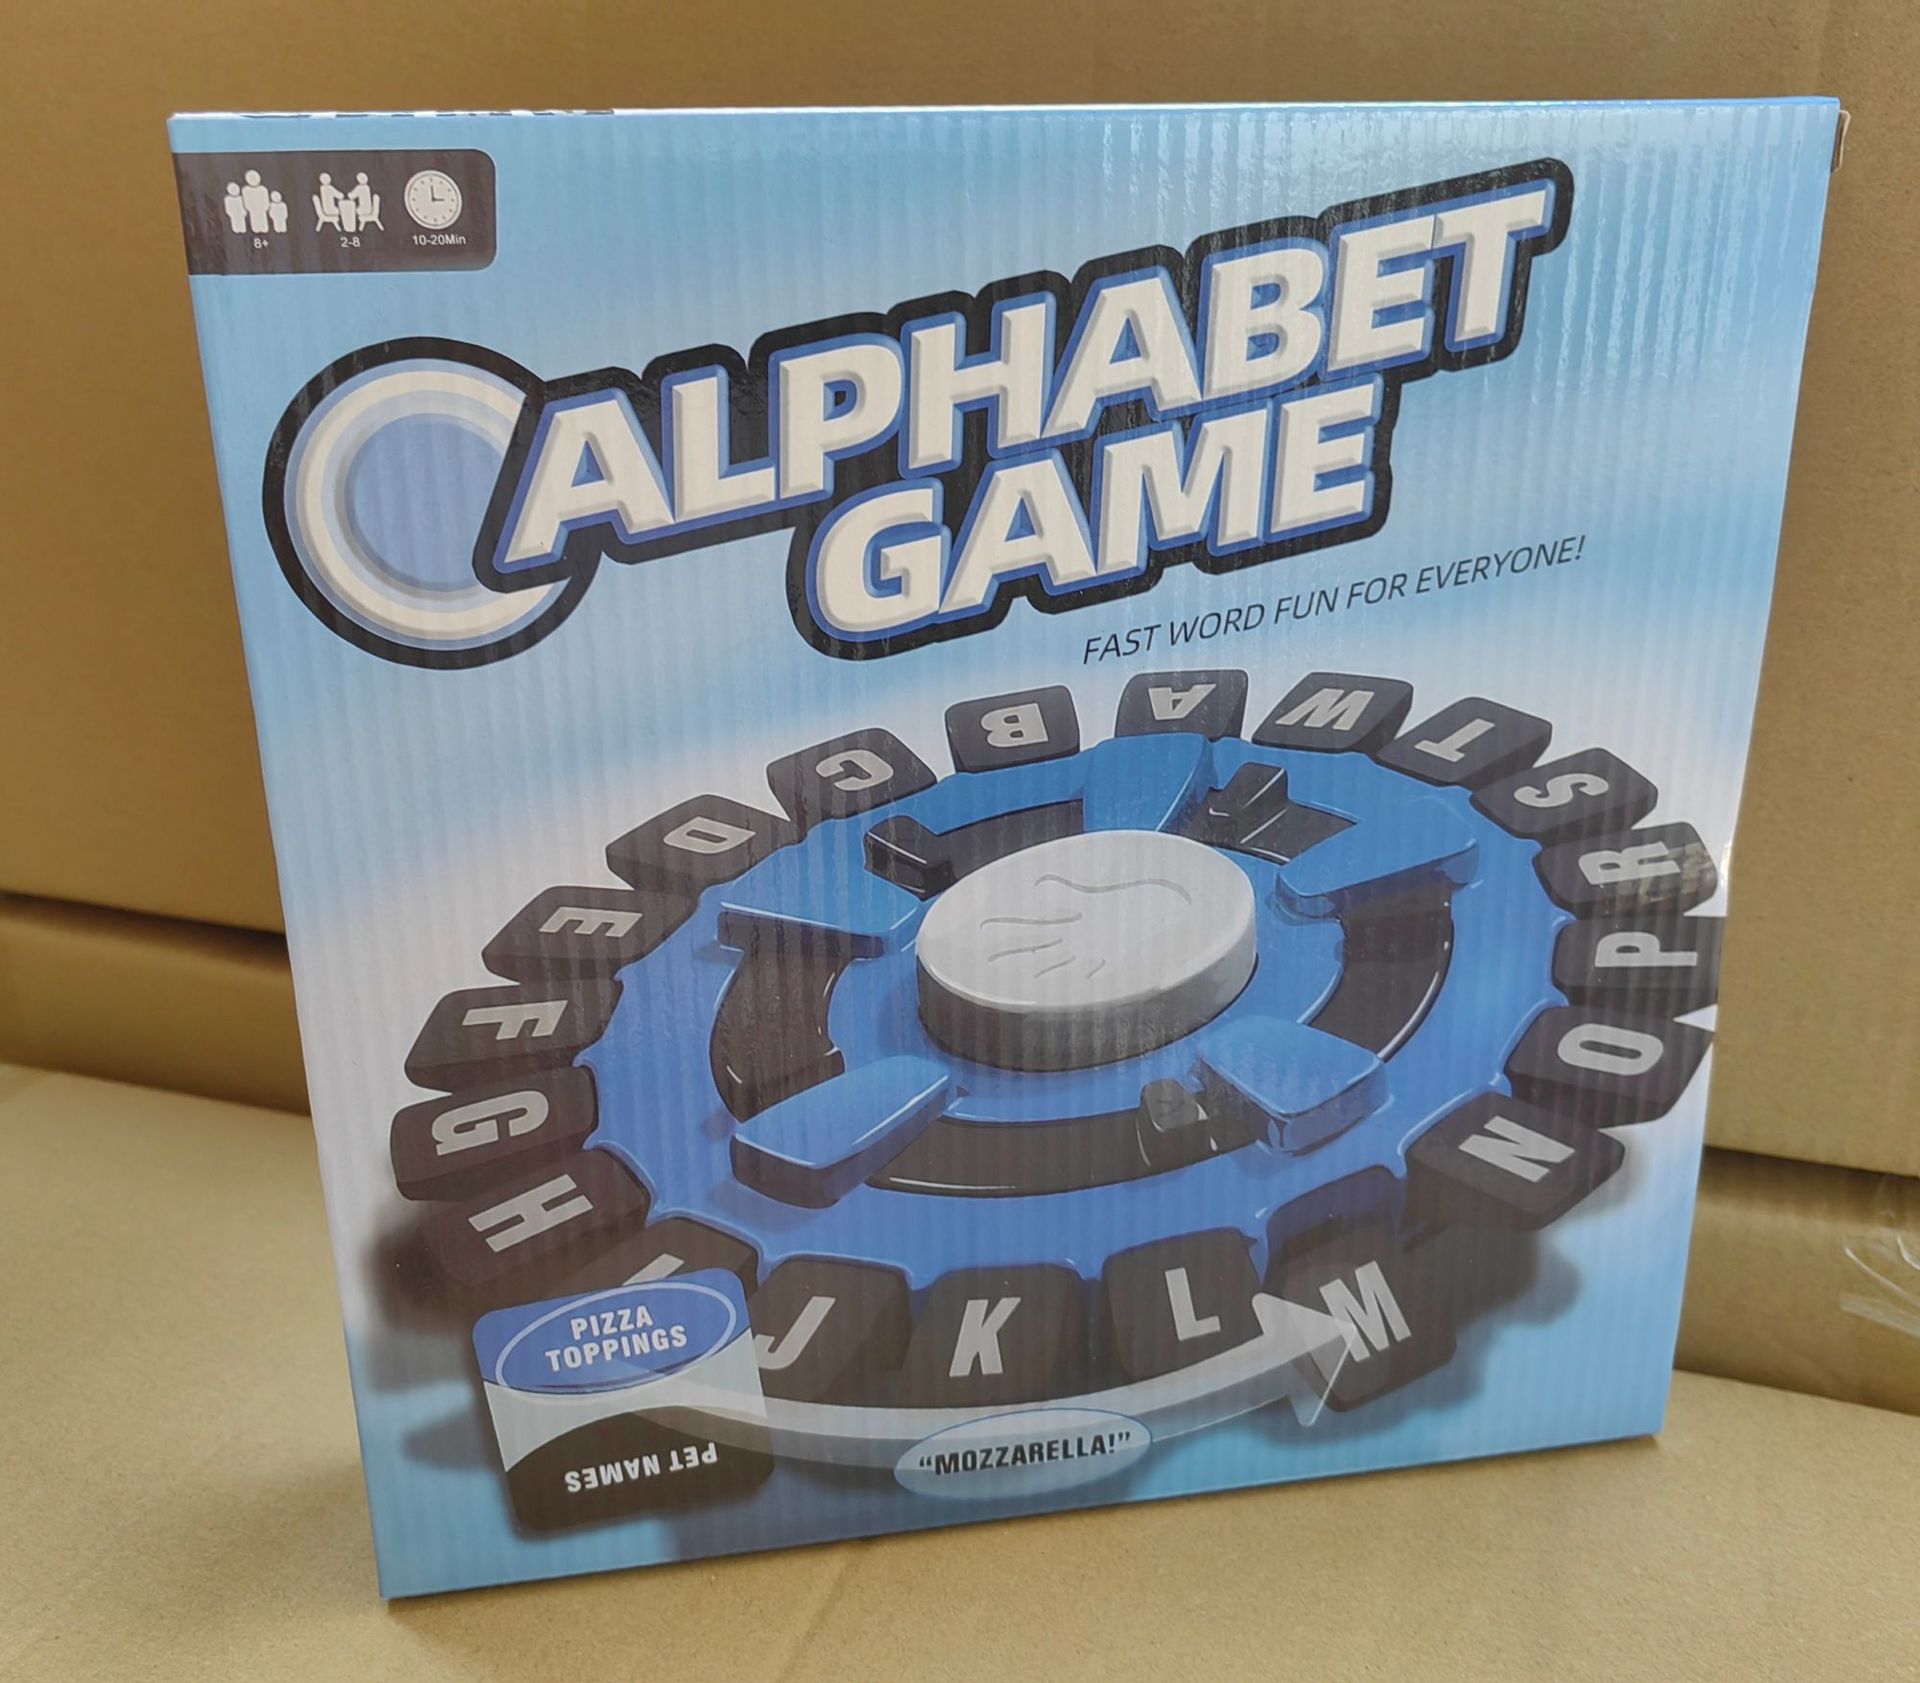 8+
2-8
10-20Min
ALPHABET
GAME
FAST WORD FUN FOR EVERYONE!
A
B
C
D
E
F
G
H
I
J
K
L
M
N
O
P
R
S
T
W
PIZZA
TOPPINGS
PET NAMES
"MOZZARELLA!"